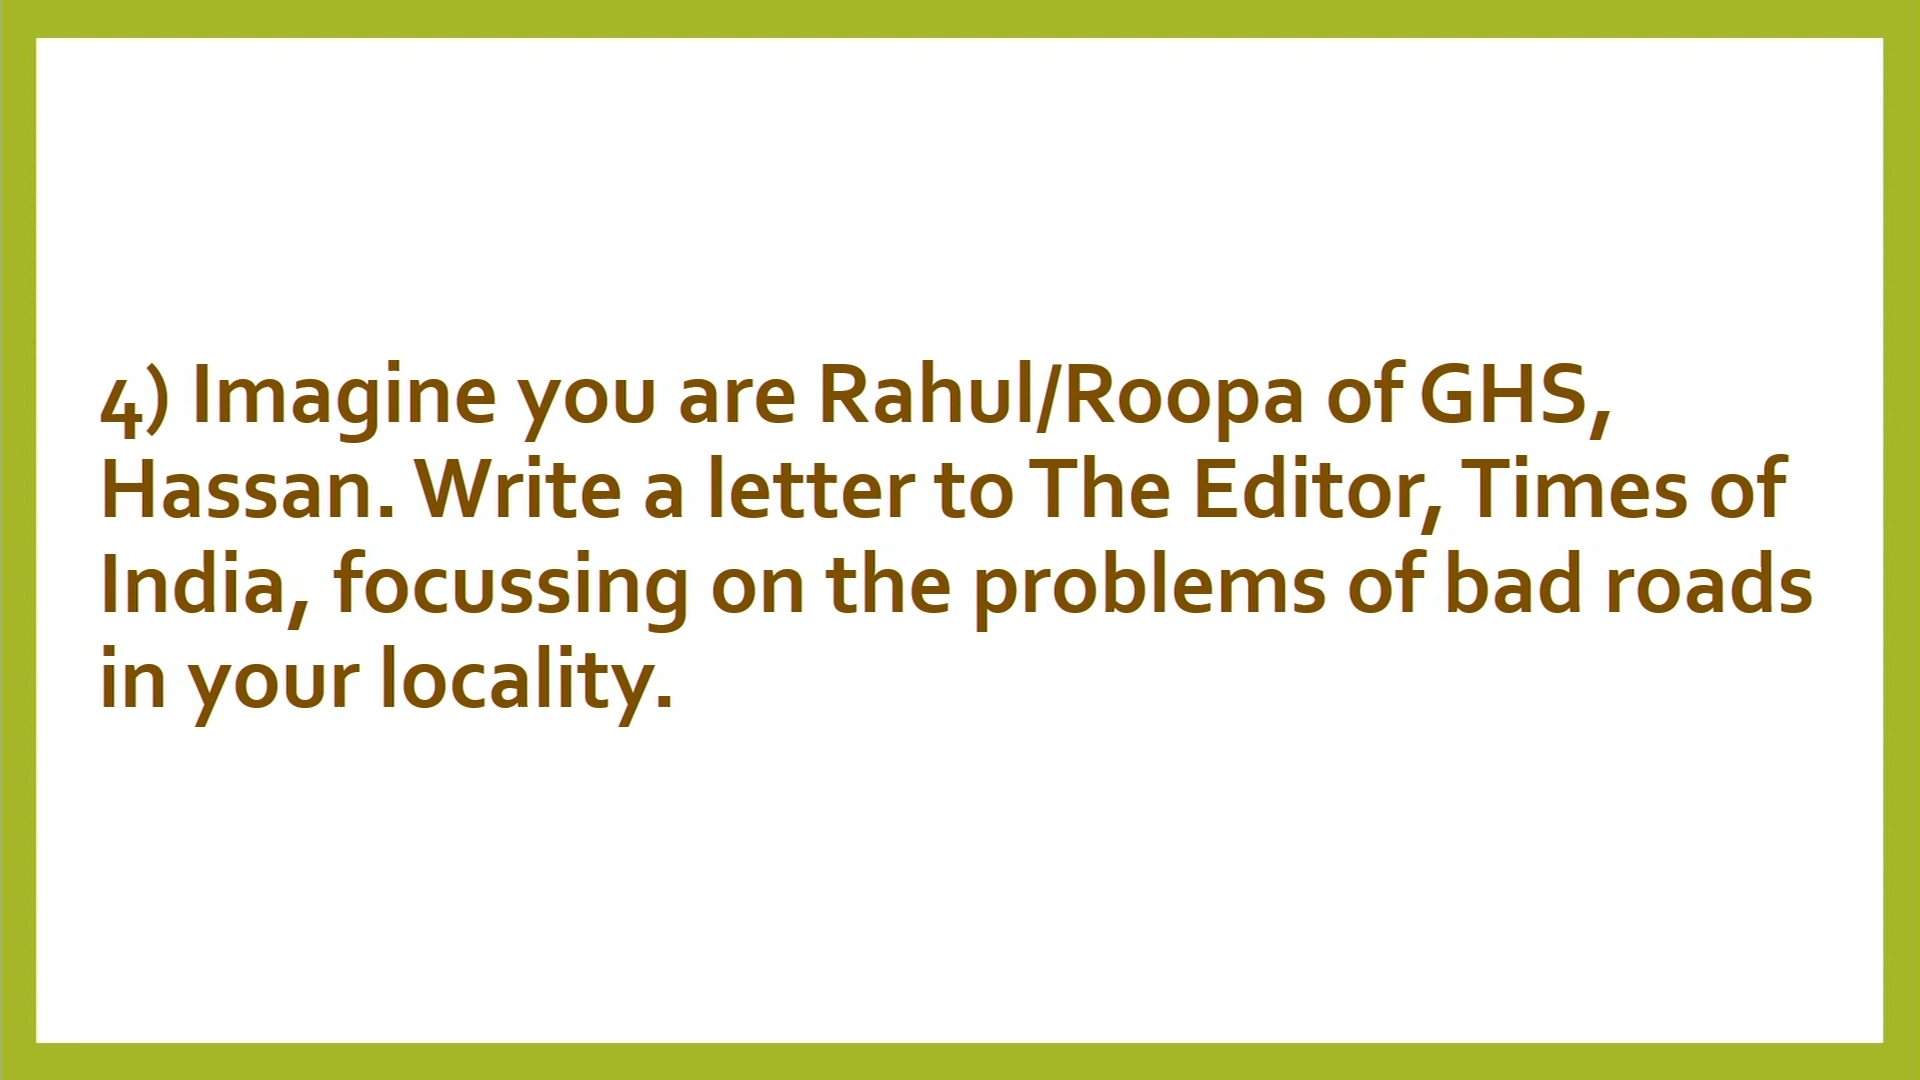 4) Imagine you are Rahul/Roopa of GHS,
Hassan. Write a letter to The Editor, Times of
India, focussing on the problems of bad roads
in your locality.